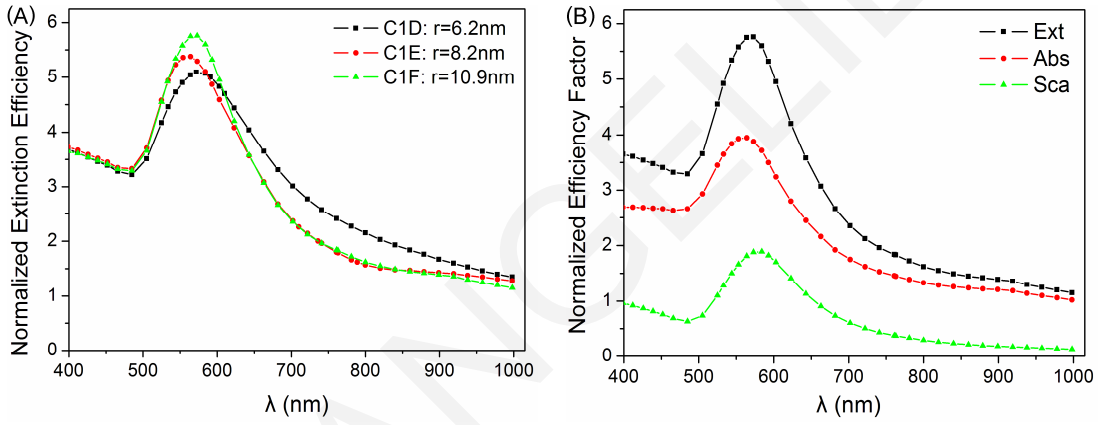 (A)
Normalized Extinction Efficiency
6
5
4
3
2
1
0
C1D: r=6.2nm
C1E: r=8.2nm
C1F: r=10.9nm
400 500 600 700 800 900 1000
λ (nm)
(B)
Normalized Efficiency Factor
6
5
4
3
2
1
0
Ext
Abs
Sca
400 500 600 700 800 900 1000
λ (nm)